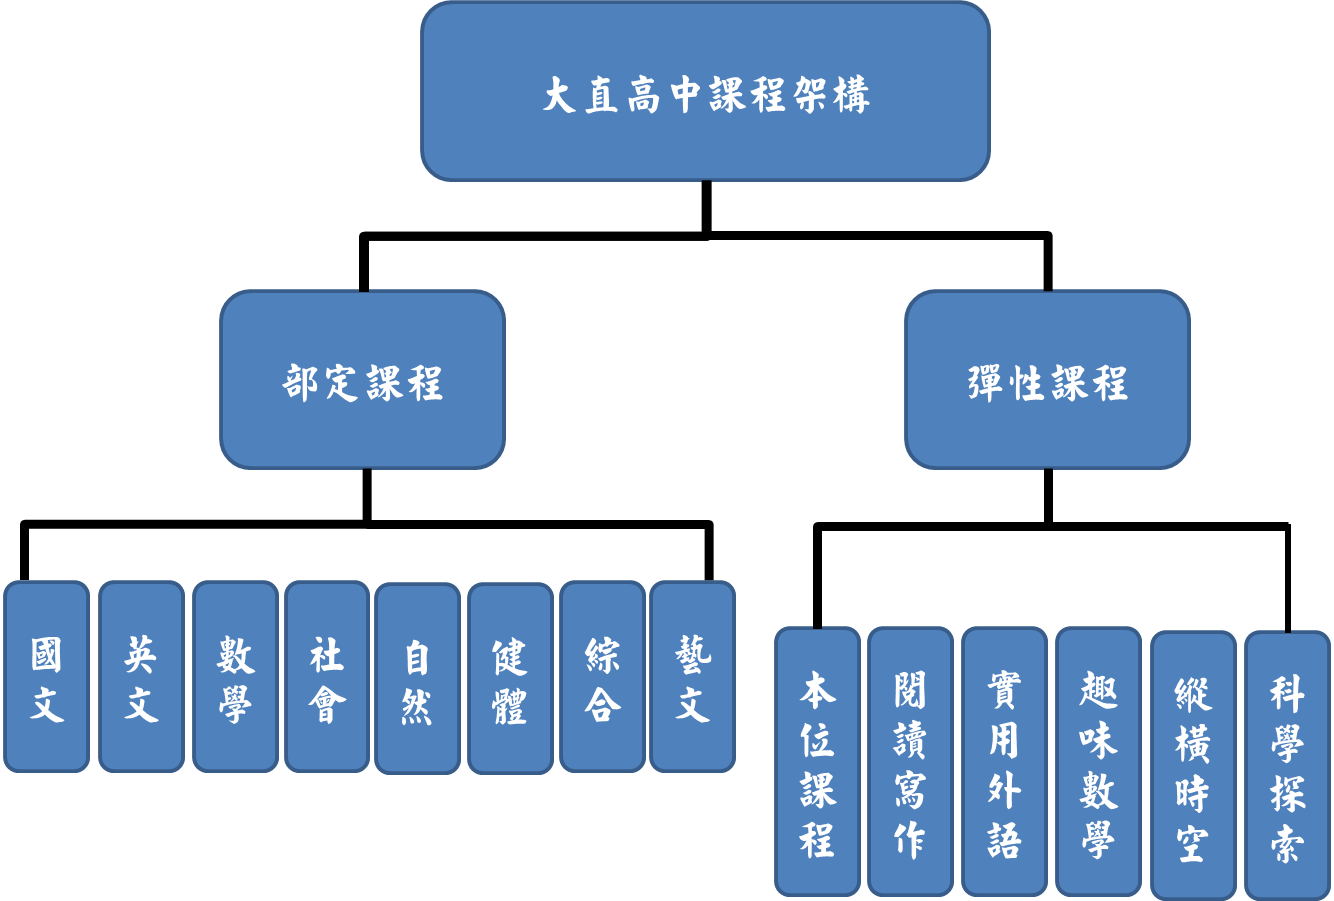 大直高中課程架構
部定課程
彈性課程
國文
英文
數學
社會
自然
健體
綜合
藝文
本位課程
閱讀寫作
實用外語
趣味數學
縱橫時空
科學探索